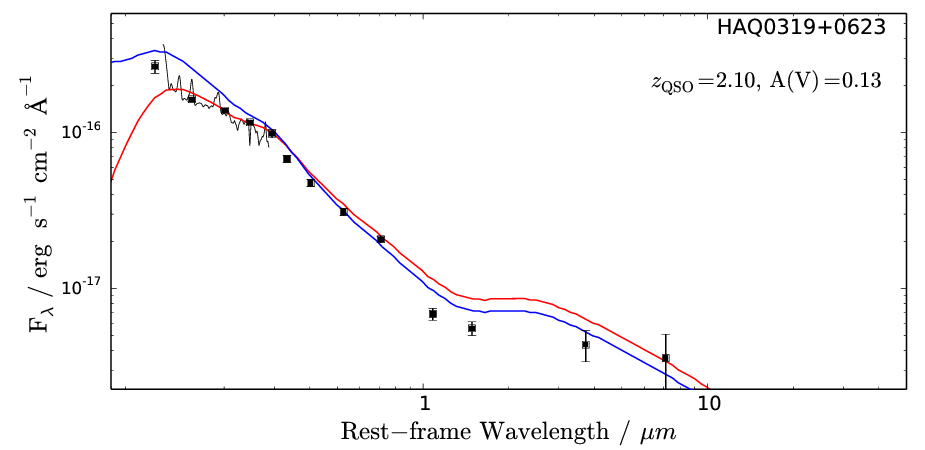 HAQ0319+0623
z_QSO=2.10, A(V)=0.13
10^-16
10^-17
F_λ / erg s^-1 cm^-2 Å^-1
1
10
Rest−frame Wavelength / μm